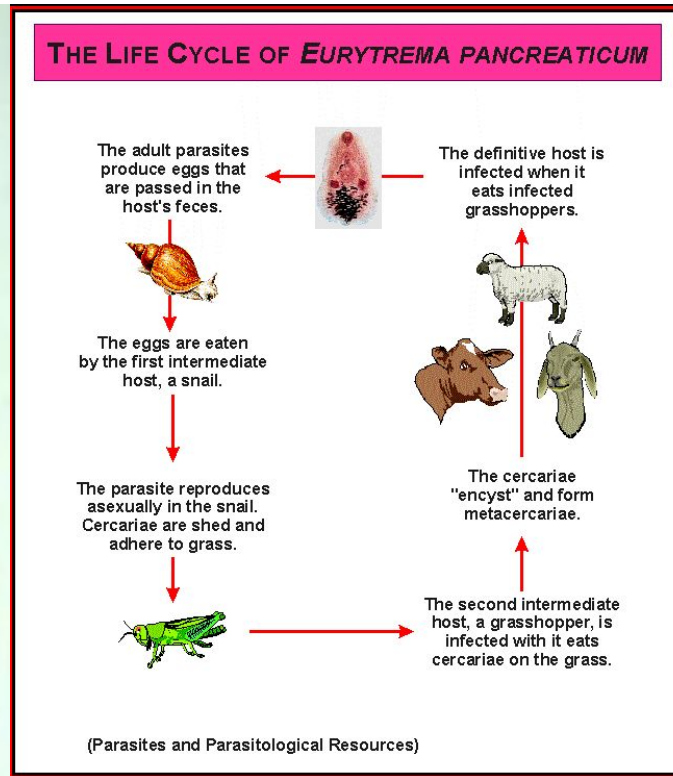 THE LIFE CYCLE OF EURYTREMA PANCREATICUM
The adult parasites
produce eggs that
are passed in the
host's feces.
The eggs are eaten
by the first intermediate
host, a snail.
The parasite reproduces
asexually in the snail.
Cercariae are shed and
adhere to grass.
The second intermediate
host, a grasshopper, is
infected with it eats
cercariae on the grass.
The cercariae
"encyst" and form
metacercariae.
The definitive host is
infected when it
eats infected
grasshoppers.
(Parasites and Parasitological Resources)